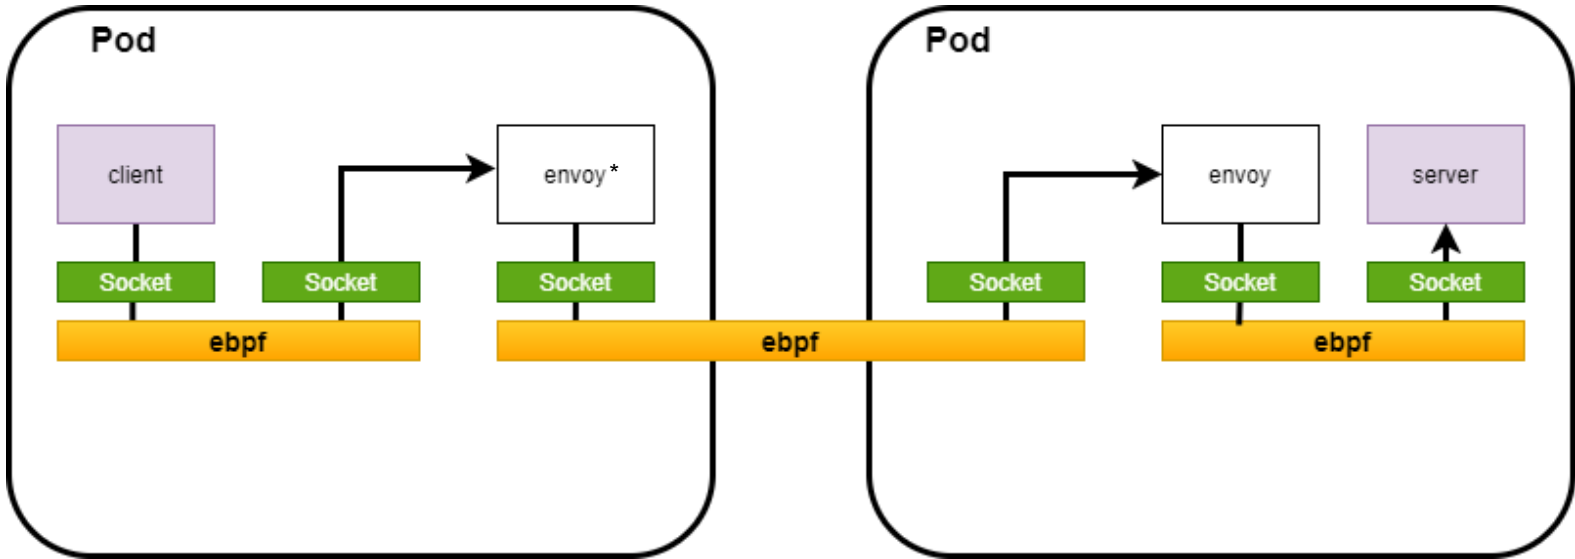 Pod
Pod
client
envoy*
envoy
server
Socket
Socket
Socket
Socket
Socket
Socket
ebpf
ebpf
ebpf